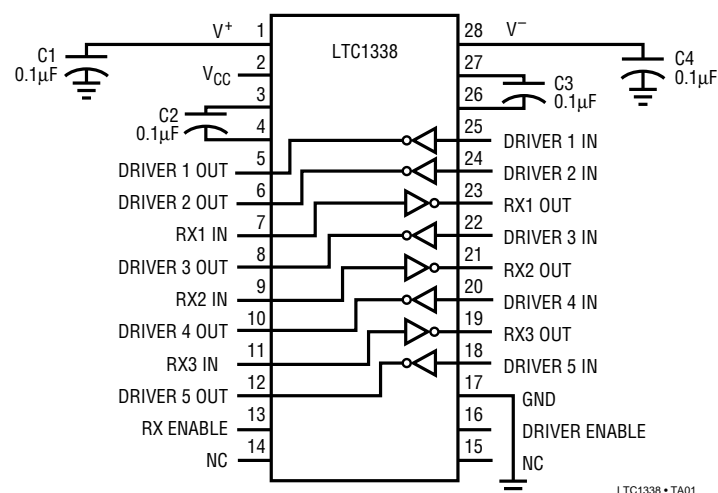 V+ 1 28 V−
C1
0.1µF
LTC1338
C4
0.1µF
VCC 2 27
C3
0.1µF
3 26
C2
0.1µF
4 25 DRIVER 1 IN
DRIVER 1 OUT 5 24 DRIVER 2 IN
DRIVER 2 OUT 6 23 RX1 OUT
RX1 IN 7 22 DRIVER 3 IN
DRIVER 3 OUT 8 21 RX2 OUT
RX2 IN 9 20 DRIVER 4 IN
DRIVER 4 OUT 10 19 RX3 OUT
RX3 IN 11 18 DRIVER 5 IN
DRIVER 5 OUT 12 17 GND
RX ENABLE 13 16 DRIVER ENABLE
NC 14 15 NC
LTC1338 • TA01